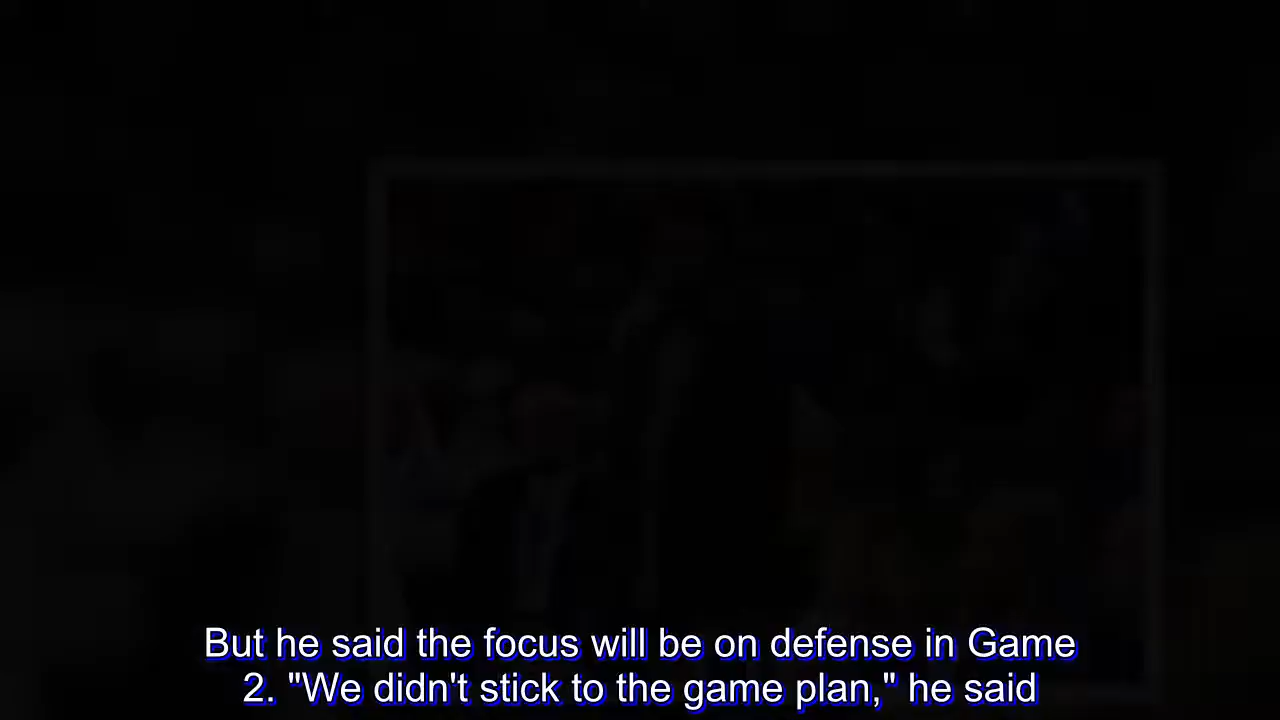 But he said the focus will be on defense in Game
2. "We didn't stick to the game plan," he said